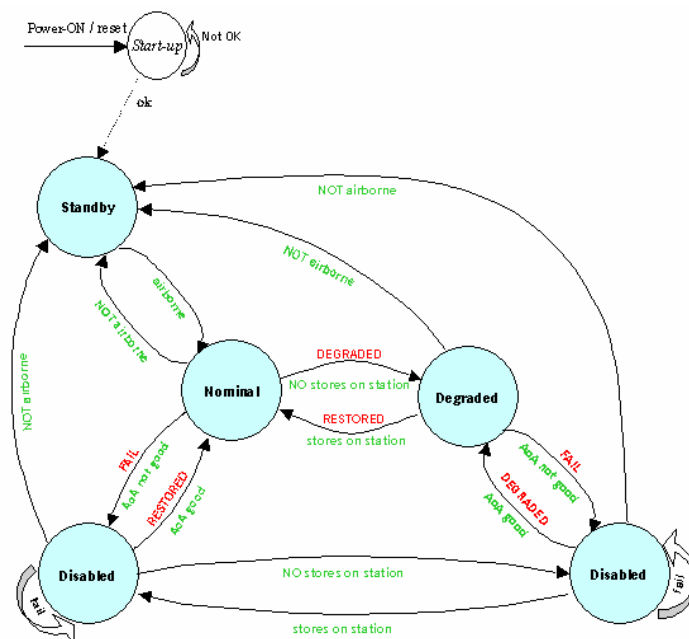 Power-ON / reset
Start-up
Not OK
ok
Standby
NOT airborne
NOT airborne
airborne
NOT airborne
NOT airborne
DEGRADED
NO stores on station
Nominal
Degraded
RESTORED
stores on station
FAIL
AoA not good
RESTORED
AoA good
FAIL
AoA not good
DEGRADED
AoA good
Disabled
NO stores on station
Disabled
fail
fail
stores on station